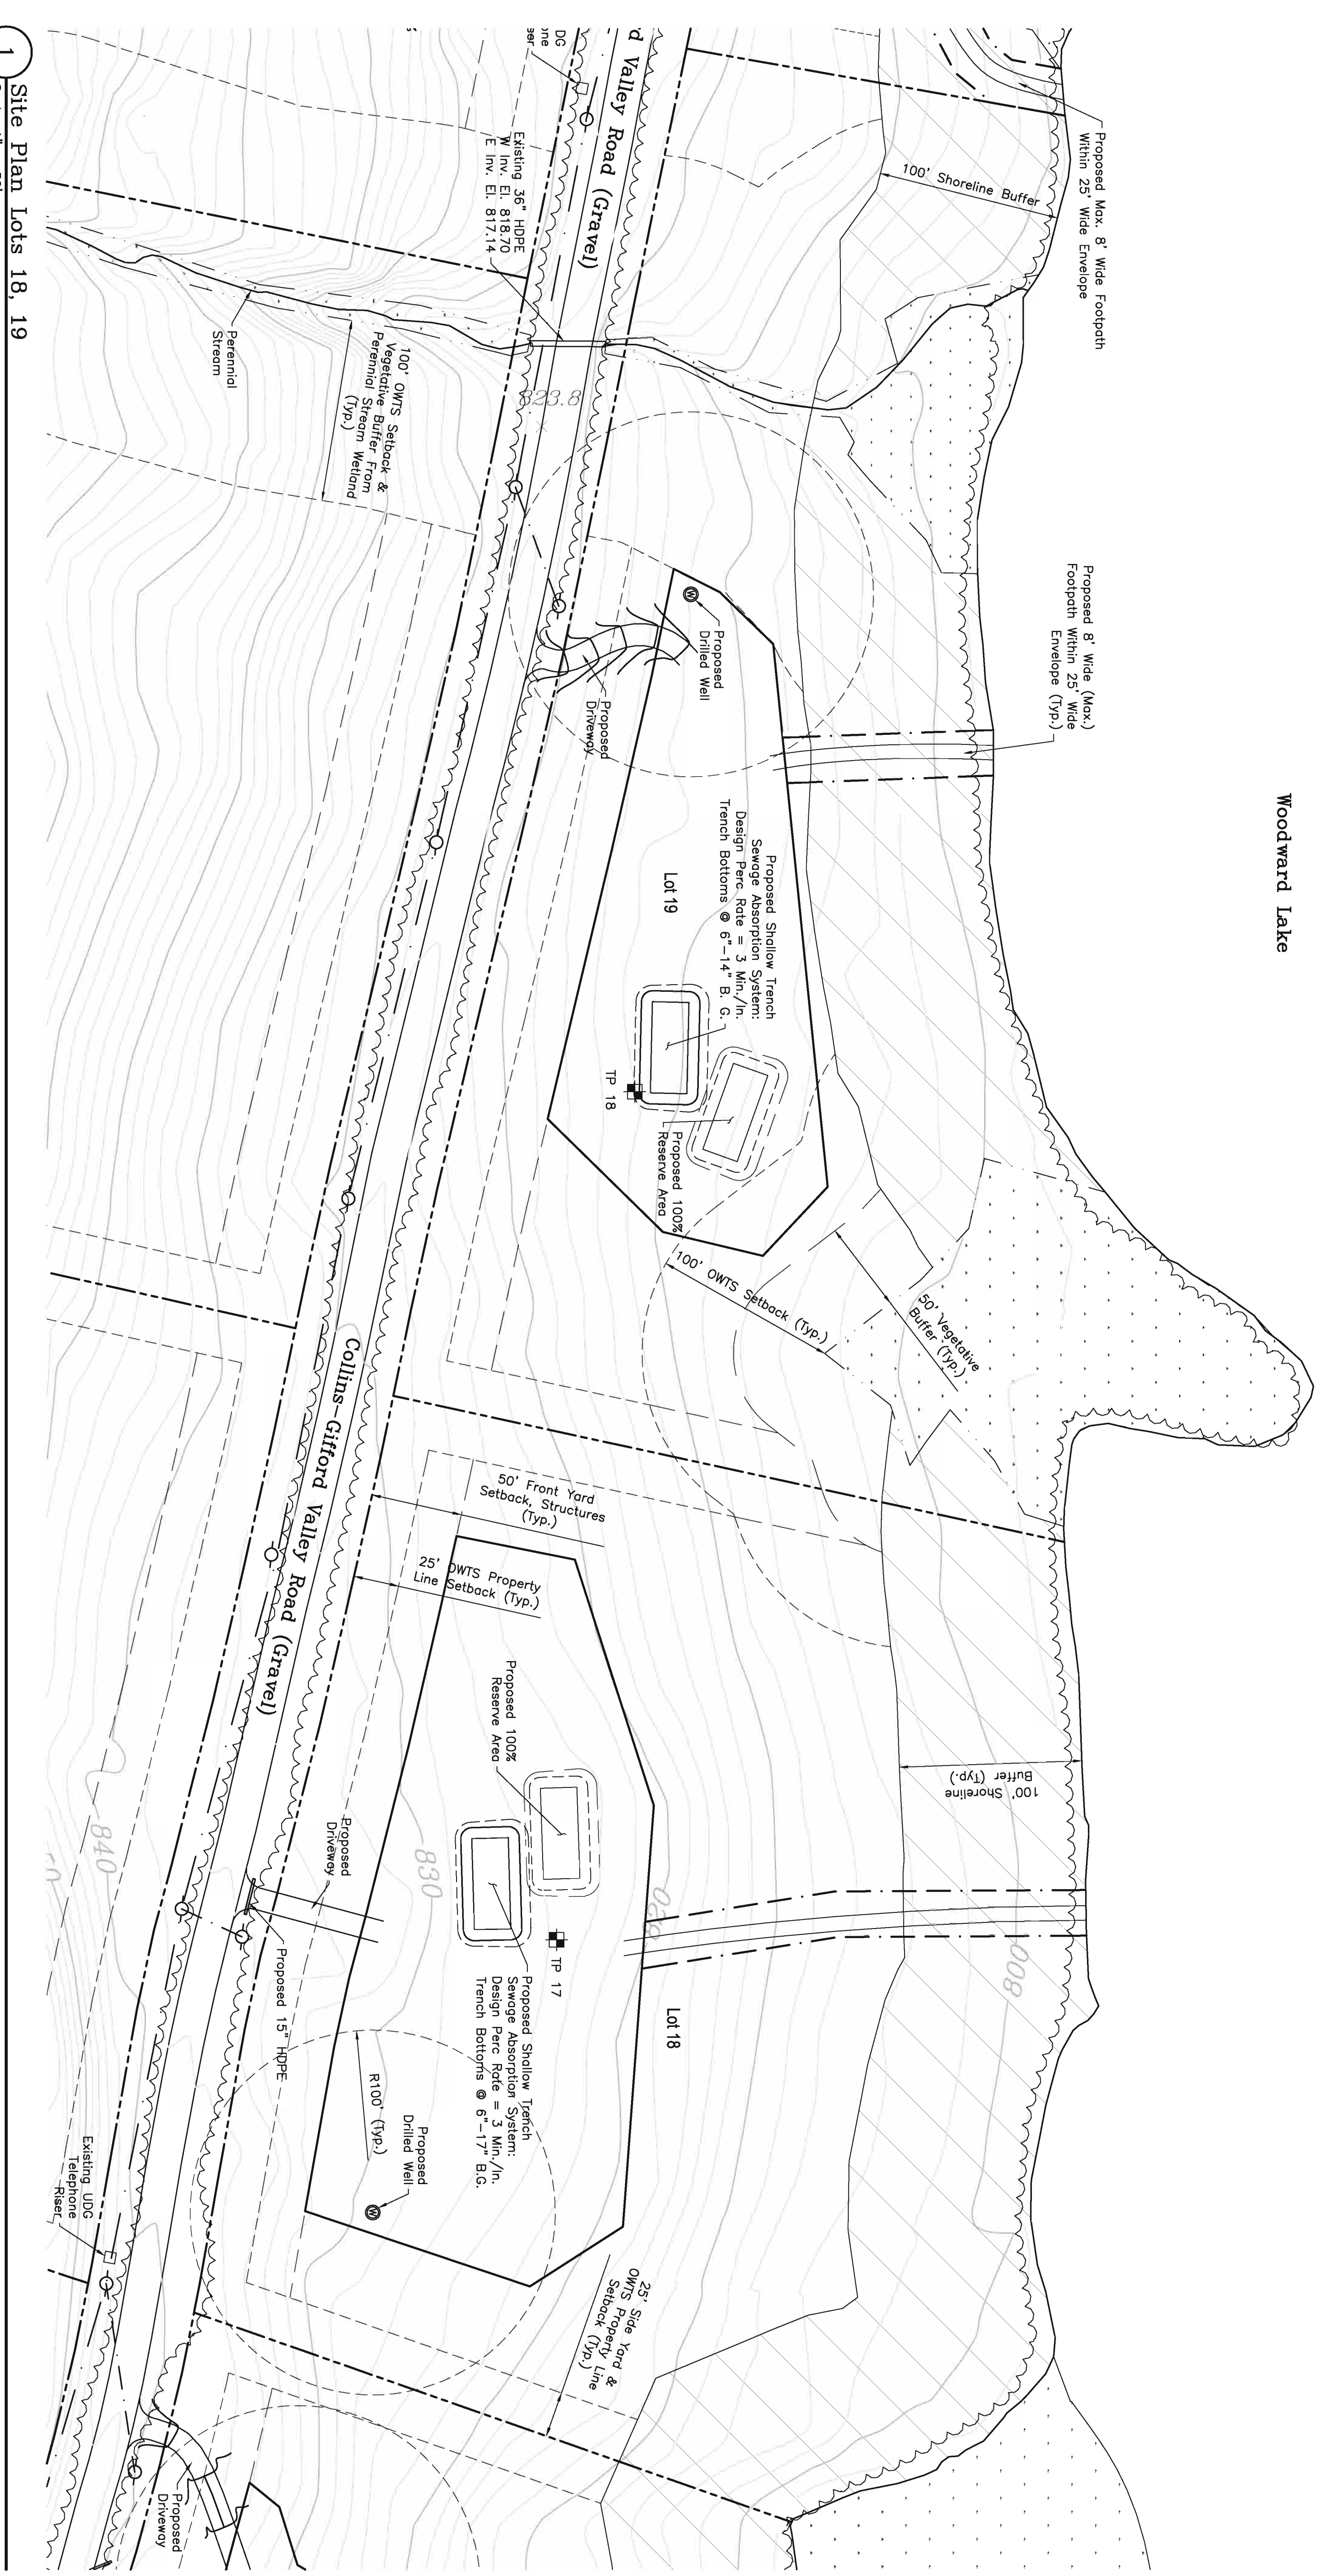 Woodward Lake
Proposed Max. 8' Wide Footpath
Within 25' Wide Envelope
100' Shoreline Buffer
Proposed 8' Wide (Max.)
Footpath Within 25' Wide
Envelope (Typ.)
d Valley Road (Gravel)
DG
Existing 36" HDPE
W Inv. El. 818.70
E Inv. El. 817.14
823.8
Perennial
Stream
100' OWTS Setback &
Vegetative Buffer From
Perennial Stream Wetland
(Typ.)
W
Proposed
Drilled Well
Proposed
Driveway
Proposed Shallow Trench
Sewage Absorption System:
Design Perc Rate = 3 Min./In.
Trench Bottoms @ 6"-14" B. G.
Lot 19
TP 18
Proposed 100%
Reserve Area
100' OWTS Setback (Typ.)
50' Vegetative
Buffer (Typ.)
Collins-Gifford Valley Road (Gravel)
50' Front Yard
Setback, Structures
(Typ.)
25' OWTS Property
Line Setback (Typ.)
Proposed 100%
Reserve Area
100' Shoreline
Buffer (Typ.)
Proposed
Driveway
840
830
820
800
TP 17
Lot 18
Proposed Shallow Trench
Sewage Absorption System:
Design Perc Rate = 3 Min./In.
Trench Bottoms @ 6"-17" B.G.
Proposed 15" HDPE
R100' (Typ.)
Proposed
Drilled Well
W
Existing UDG
Telephone
Riser
25' Side Yard &
OWTS Property Line
Setback (Typ.)
Proposed
Driveway
1
Site Plan Lots 18, 19